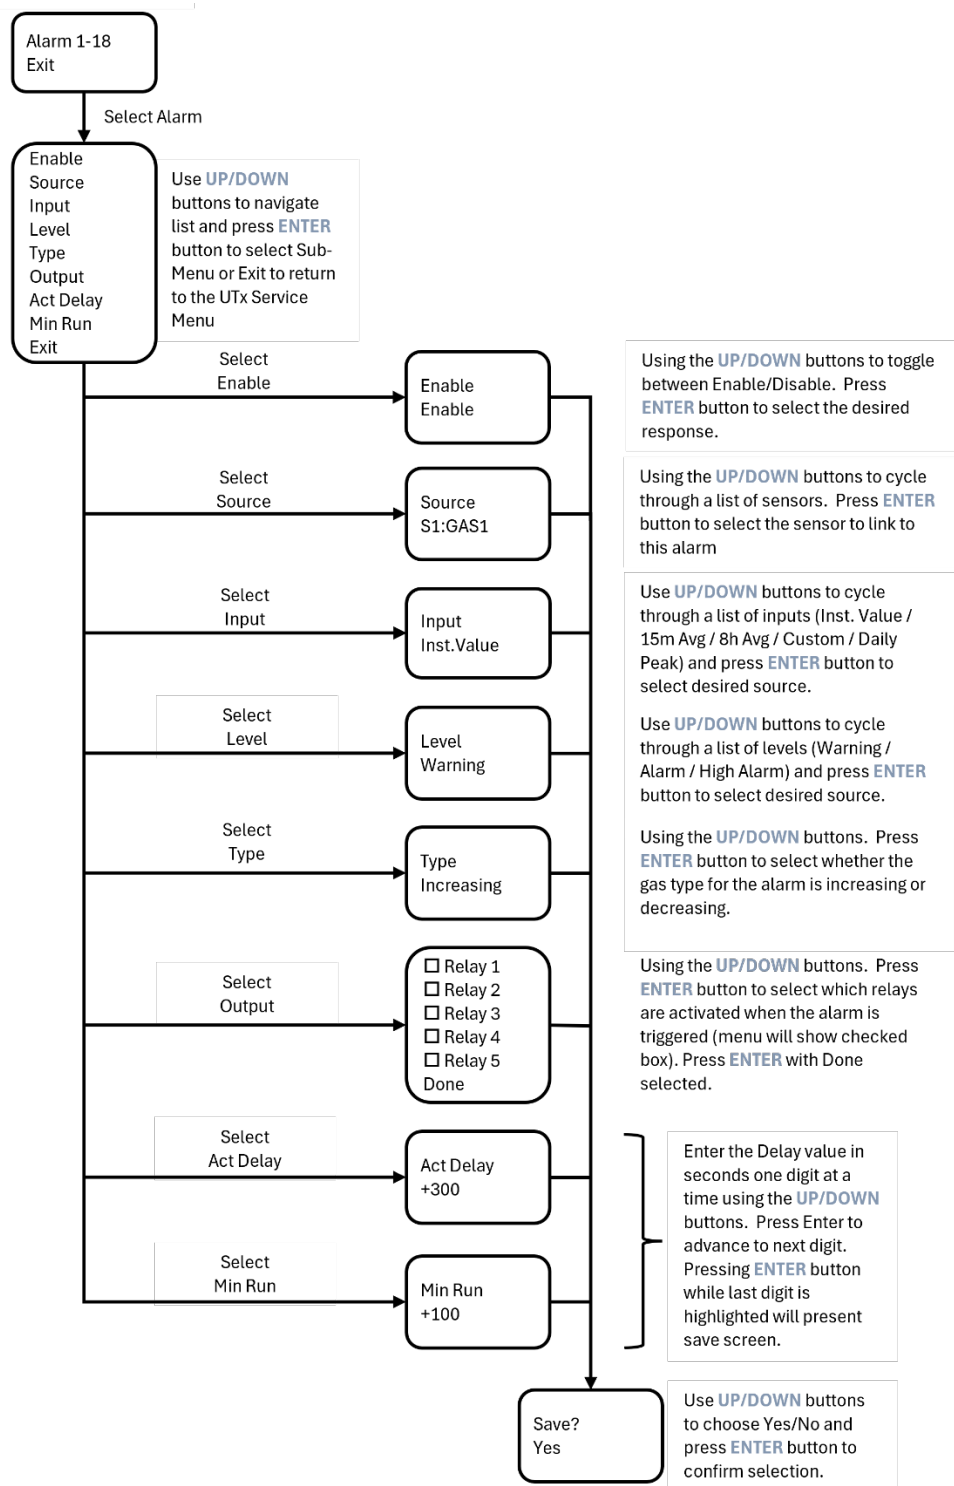 Alarm 1-18
Exit
Select Alarm
Enable
Source
Input
Level
Type
Output
Act Delay
Min Run
Exit
Use UP/DOWN
buttons to navigate
list and press ENTER
button to select Sub-
Menu or Exit to return
to the UTx Service
Menu
Select
Enable
Enable
Enable
Using the UP/DOWN buttons to toggle
between Enable/Disable. Press
ENTER button to select the desired
response.
Select
Source
Source
S1:GAS1
Using the UP/DOWN buttons to cycle
through a list of sensors. Press ENTER
button to select the sensor to link to
this alarm
Select
Input
Input
Inst.Value
Use UP/DOWN buttons to cycle
through a list of inputs (Inst. Value /
15m Avg / 8h Avg / Custom / Daily
Peak) and press ENTER button to
select desired source.
Select
Level
Level
Warning
Use UP/DOWN buttons to cycle
through a list of levels (Warning /
Alarm / High Alarm) and press ENTER
button to select desired source.
Select
Type
Type
Increasing
Using the UP/DOWN buttons. Press
ENTER button to select whether the
gas type for the alarm is increasing or
decreasing.
Select
Output
Relay 1
Relay 2
Relay 3
Relay 4
Relay 5
Done
Using the UP/DOWN buttons. Press
ENTER button to select which relays
are activated when the alarm is
triggered (menu will show checked
box). Press ENTER with Done
selected.
Select
Act Delay
Act Delay
+300
Select
Min Run
Min Run
+100
Enter the Delay value in
seconds one digit at a
time using the UP/DOWN
buttons. Press Enter to
advance to next digit.
Pressing ENTER button
while last digit is
highlighted will present
save screen.
Save?
Yes
Use UP/DOWN buttons
to choose Yes/No and
press ENTER button to
confirm selection.